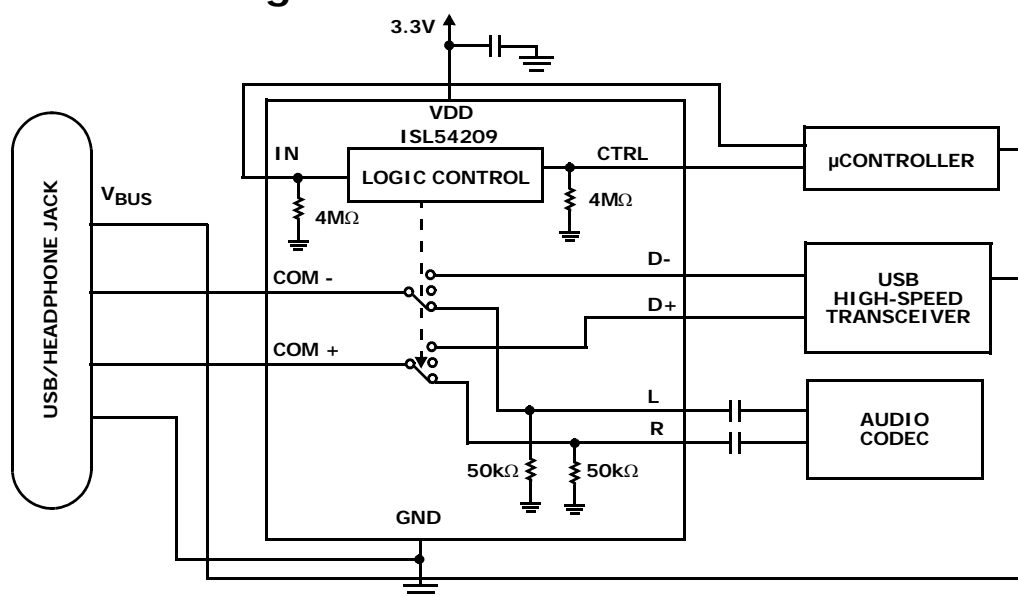 g
3.3V
VDD
ISL54209
IN
LOGIC CONTROL
CTRL
4MΩ
4MΩ
µCONTROLLER
USB/HEADPHONE JACK
VBUS
COM -
COM +
D-
D+
USB
HIGH-SPEED
TRANSCEIVER
L
R
AUDIO
CODEC
50kΩ
50kΩ
GND